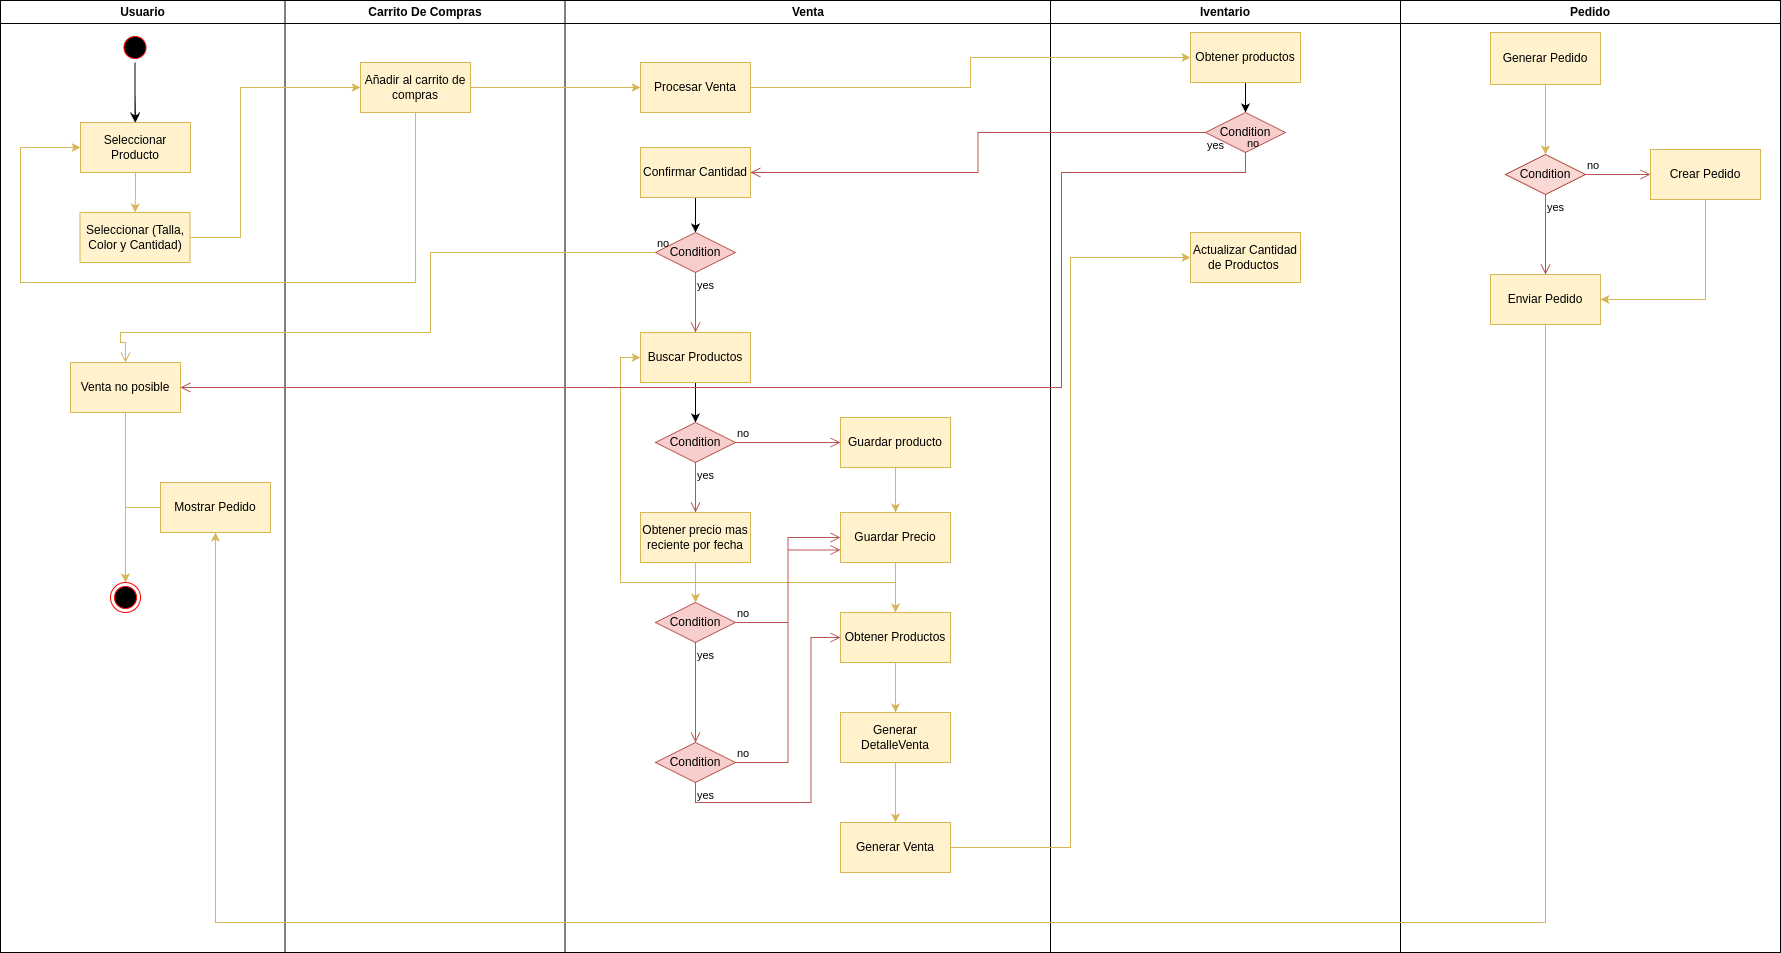 Usuario
Carrito De Compras
Venta
Iventario
Pedido
Seleccionar
Producto
Seleccionar (Talla,
Color y Cantidad)
Venta no posible
Mostrar Pedido
Añadir al carrito de
compras
Procesar Venta
Confirmar Cantidad
Condition
no
yes
Buscar Productos
Condition
no
yes
Guardar producto
Obtener precio mas
reciente por fecha
Guardar Precio
Condition
no
yes
Obtener Productos
Generar
DetalleVenta
Condition
no
yes
Generar Venta
Obtener productos
Condition
yes
no
Actualizar Cantidad
de Productos
Generar Pedido
Condition
no
yes
Crear Pedido
Enviar Pedido